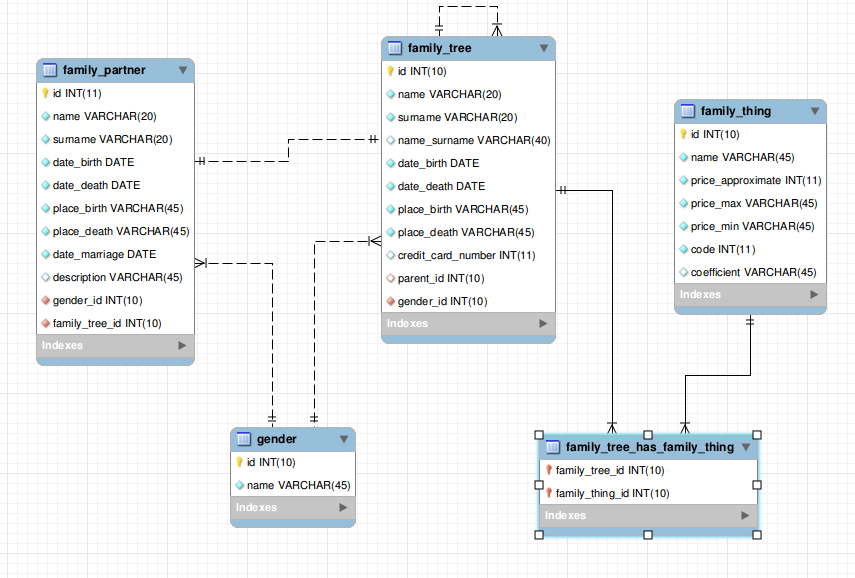 family_partner
id INT(11)
name VARCHAR(20)
surname VARCHAR(20)
date_birth DATE
date_death DATE
place_birth VARCHAR(45)
place_death VARCHAR(45)
date_marriage DATE
description VARCHAR(45)
gender_id INT(10)
family_tree_id INT(10)
Indexes
family_tree
id INT(10)
name VARCHAR(20)
surname VARCHAR(20)
name_surname VARCHAR(40)
date_birth DATE
date_death DATE
place_birth VARCHAR(45)
place_death VARCHAR(45)
credit_card_number INT(11)
parent_id INT(10)
gender_id INT(10)
Indexes
family_thing
id INT(10)
name VARCHAR(45)
price_approximate INT(11)
price_max VARCHAR(45)
price_min VARCHAR(45)
code INT(11)
coefficient VARCHAR(45)
Indexes
gender
id INT(10)
name VARCHAR(45)
Indexes
family_tree_has_family_thing
family_tree_id INT(10)
family_thing_id INT(10)
Indexes